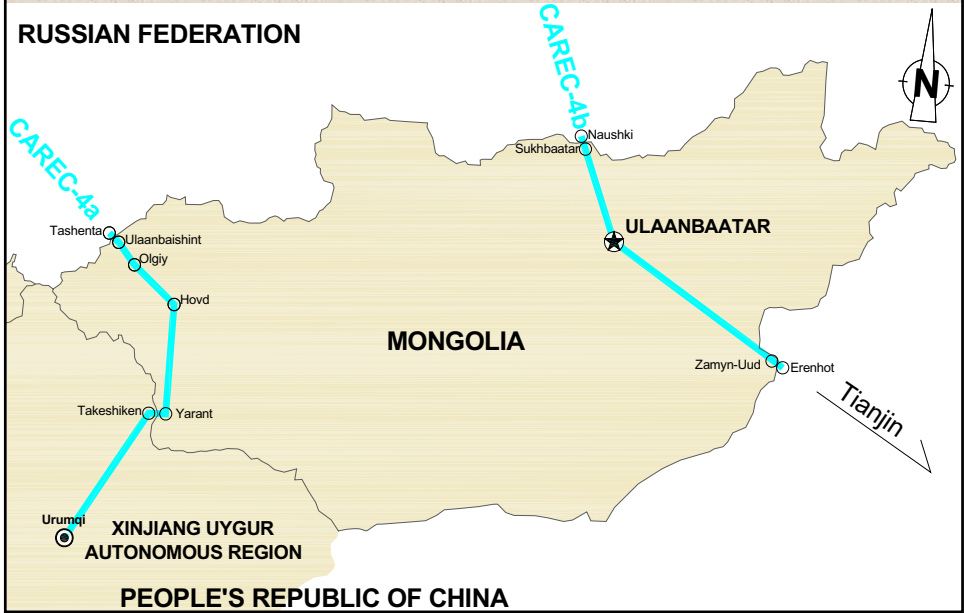 RUSSIAN FEDERATION
CAREC-4b
N
CAREC-4a
Naushki
Sukhbaatar
Tashenta
Ulaanbaishint
ULAANBAATAR
Olgiy
Hovd
MONGOLIA
Zamyn-Uud
Erenhot
Takeshiken
Yarant
Tianjin
Urumqi
XINJIANG UYGUR
AUTONOMOUS REGION
PEOPLE'S REPUBLIC OF CHINA